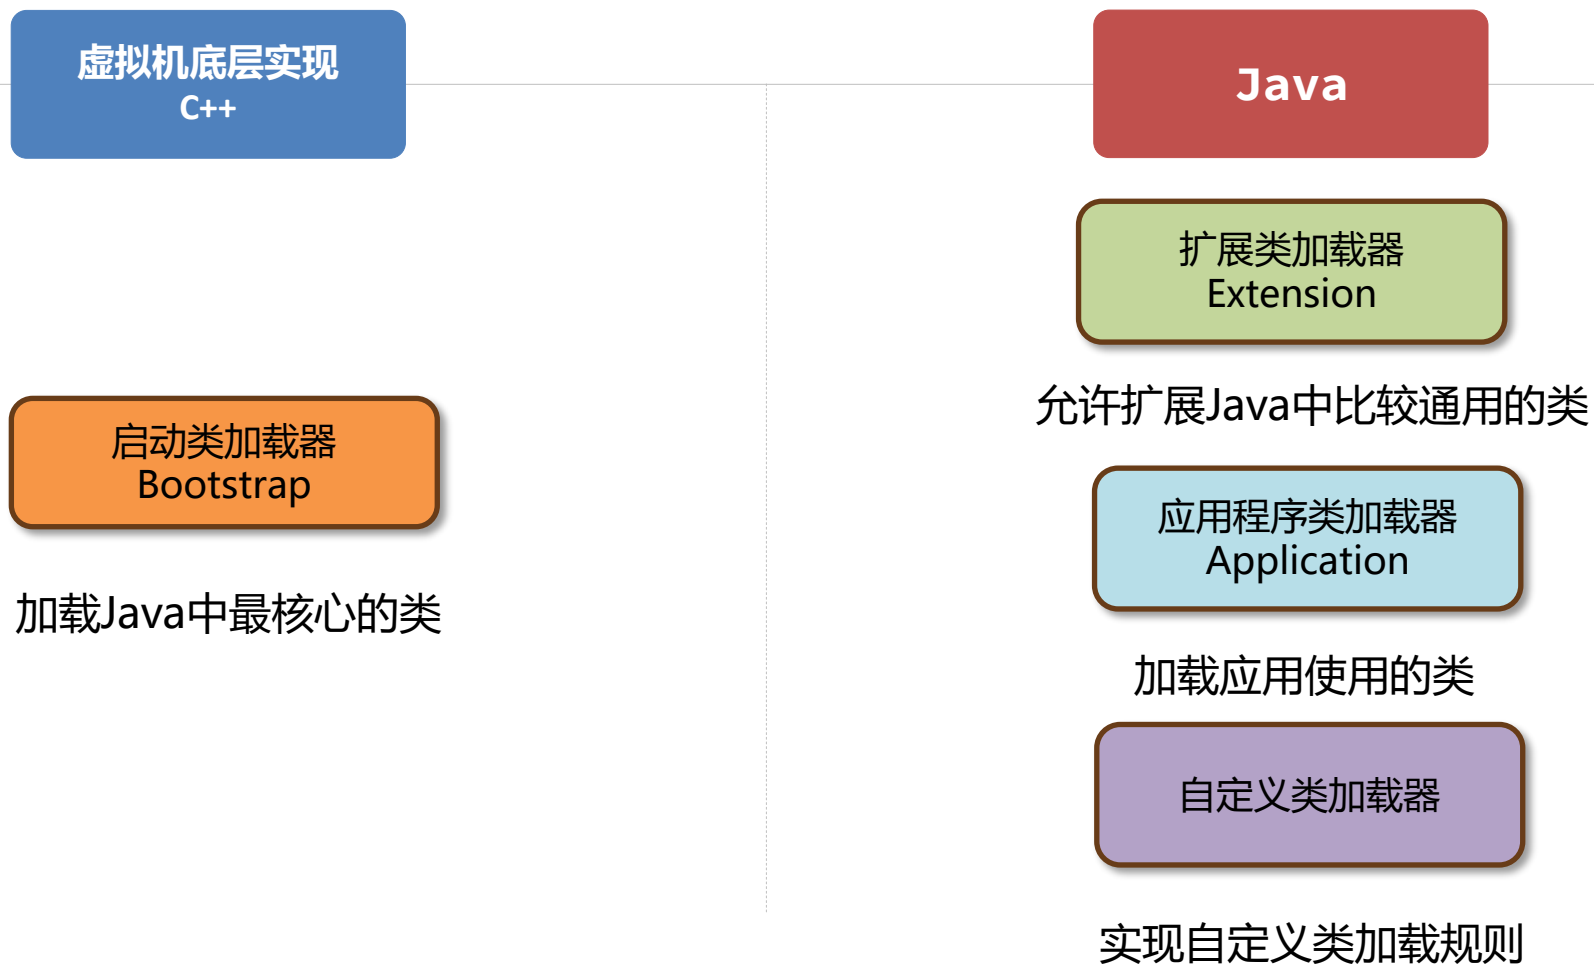 虚拟机底层实现
C++
启动类加载器
Bootstrap
加载Java中最核心的类
Java
扩展类加载器
Extension
允许扩展Java中比较通用的类
应用程序类加载器
Application
加载应用使用的类
自定义类加载器
实现自定义类加载规则